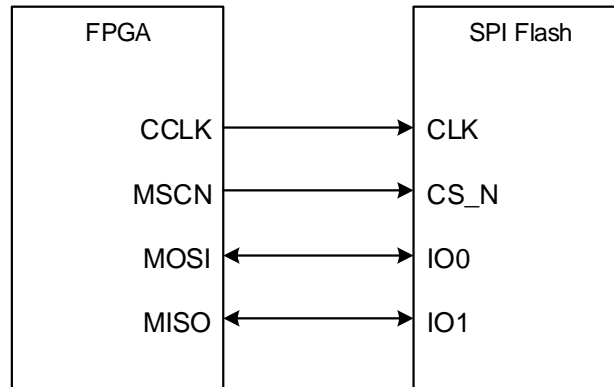 FPGA SPI Flash
CCLK CLK
MSCN CS_N
MOSI IO0
MISO IO1